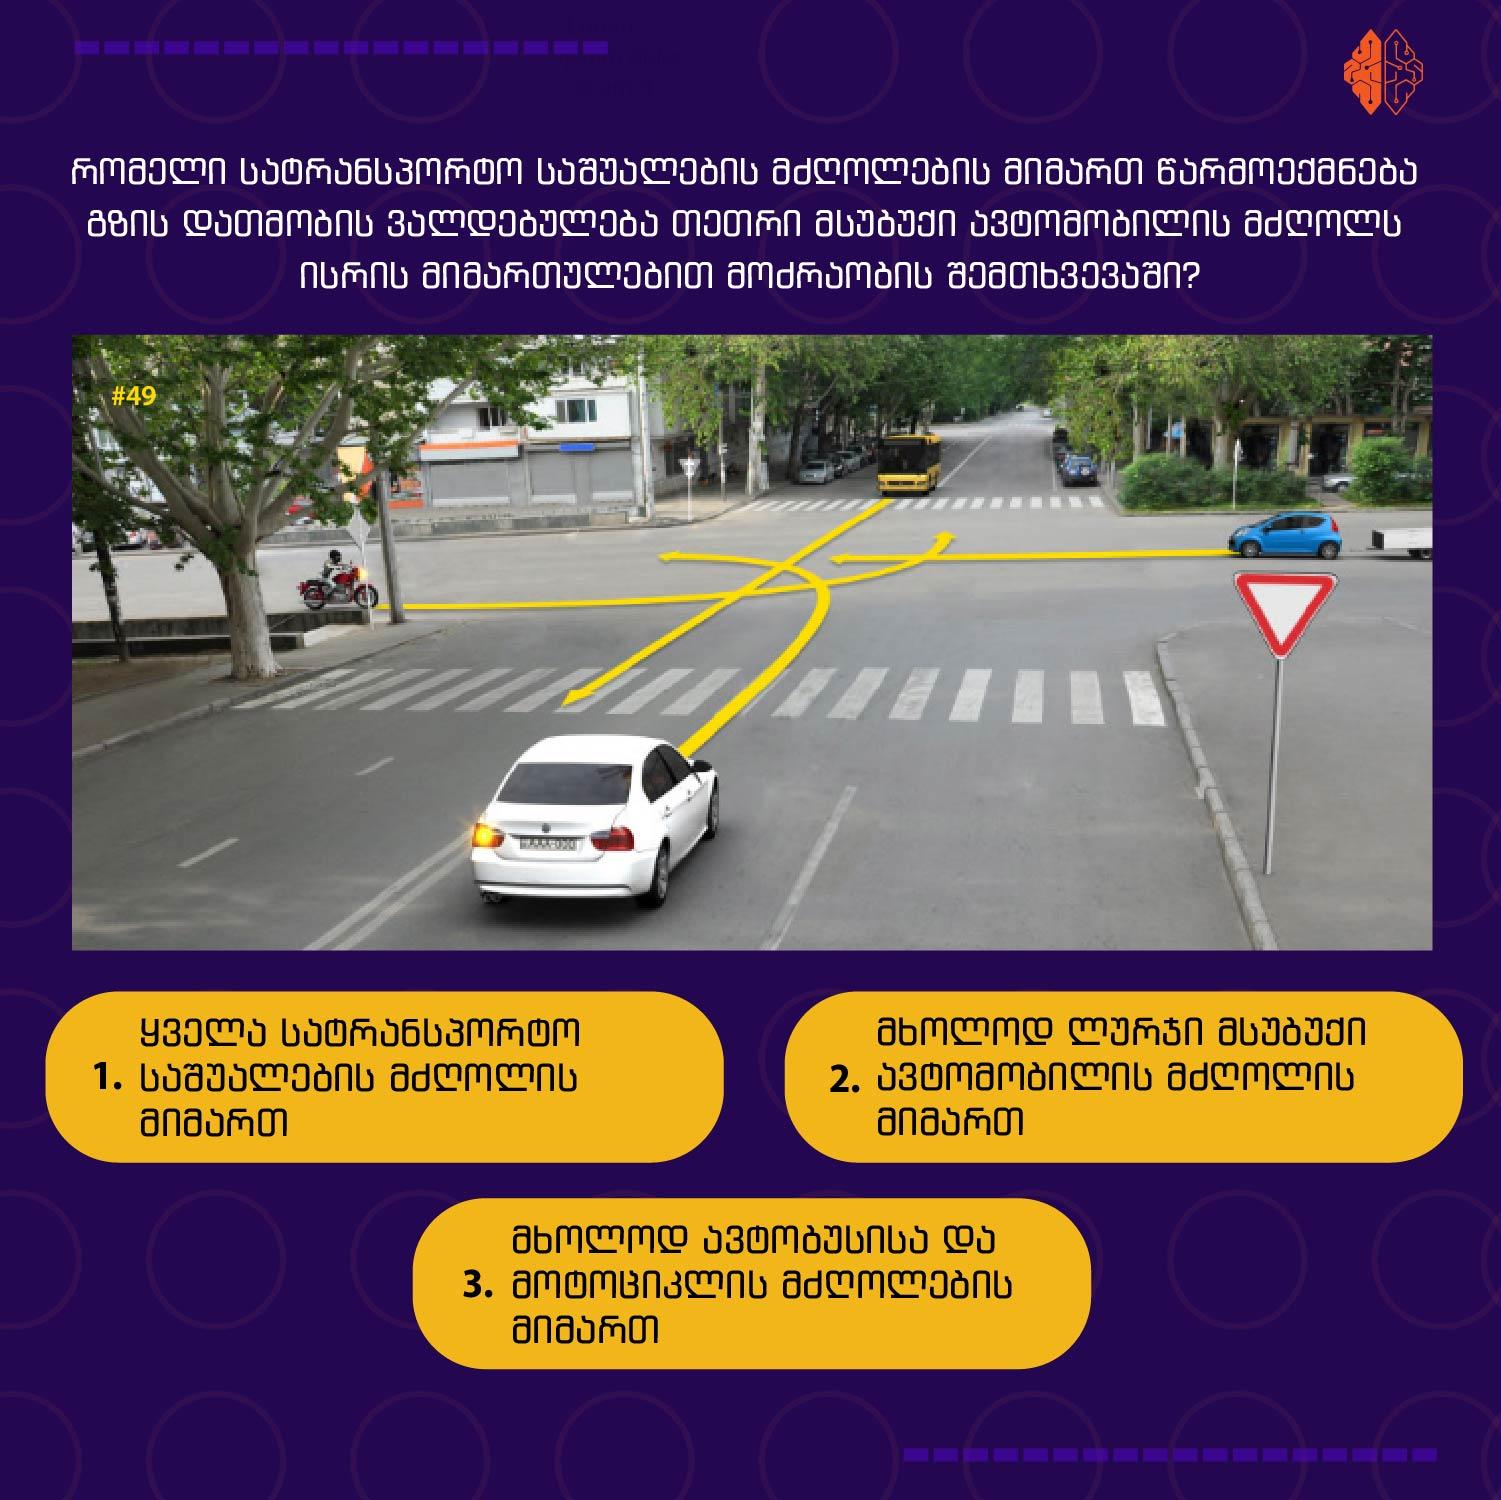 რომელი სატრანსპორტო საშუალების მძღოლების მიმართ წარმოექმნება
გზის დათმობის ვალდებულება თეთრი მსუბუქი ავტომობილის მძღოლს
ისრის მიმართულებით მოძრაობის შემთხვევაში?
#49
1. ყველა სატრანსპორტო
საშუალების მძღოლის
მიმართ
2. მხოლოდ ლურჯი მსუბუქი
ავტომობილის მძღოლის
მიმართ
3. მხოლოდ ავტობუსისა და
მოტოციკლის მძღოლების
მიმართ